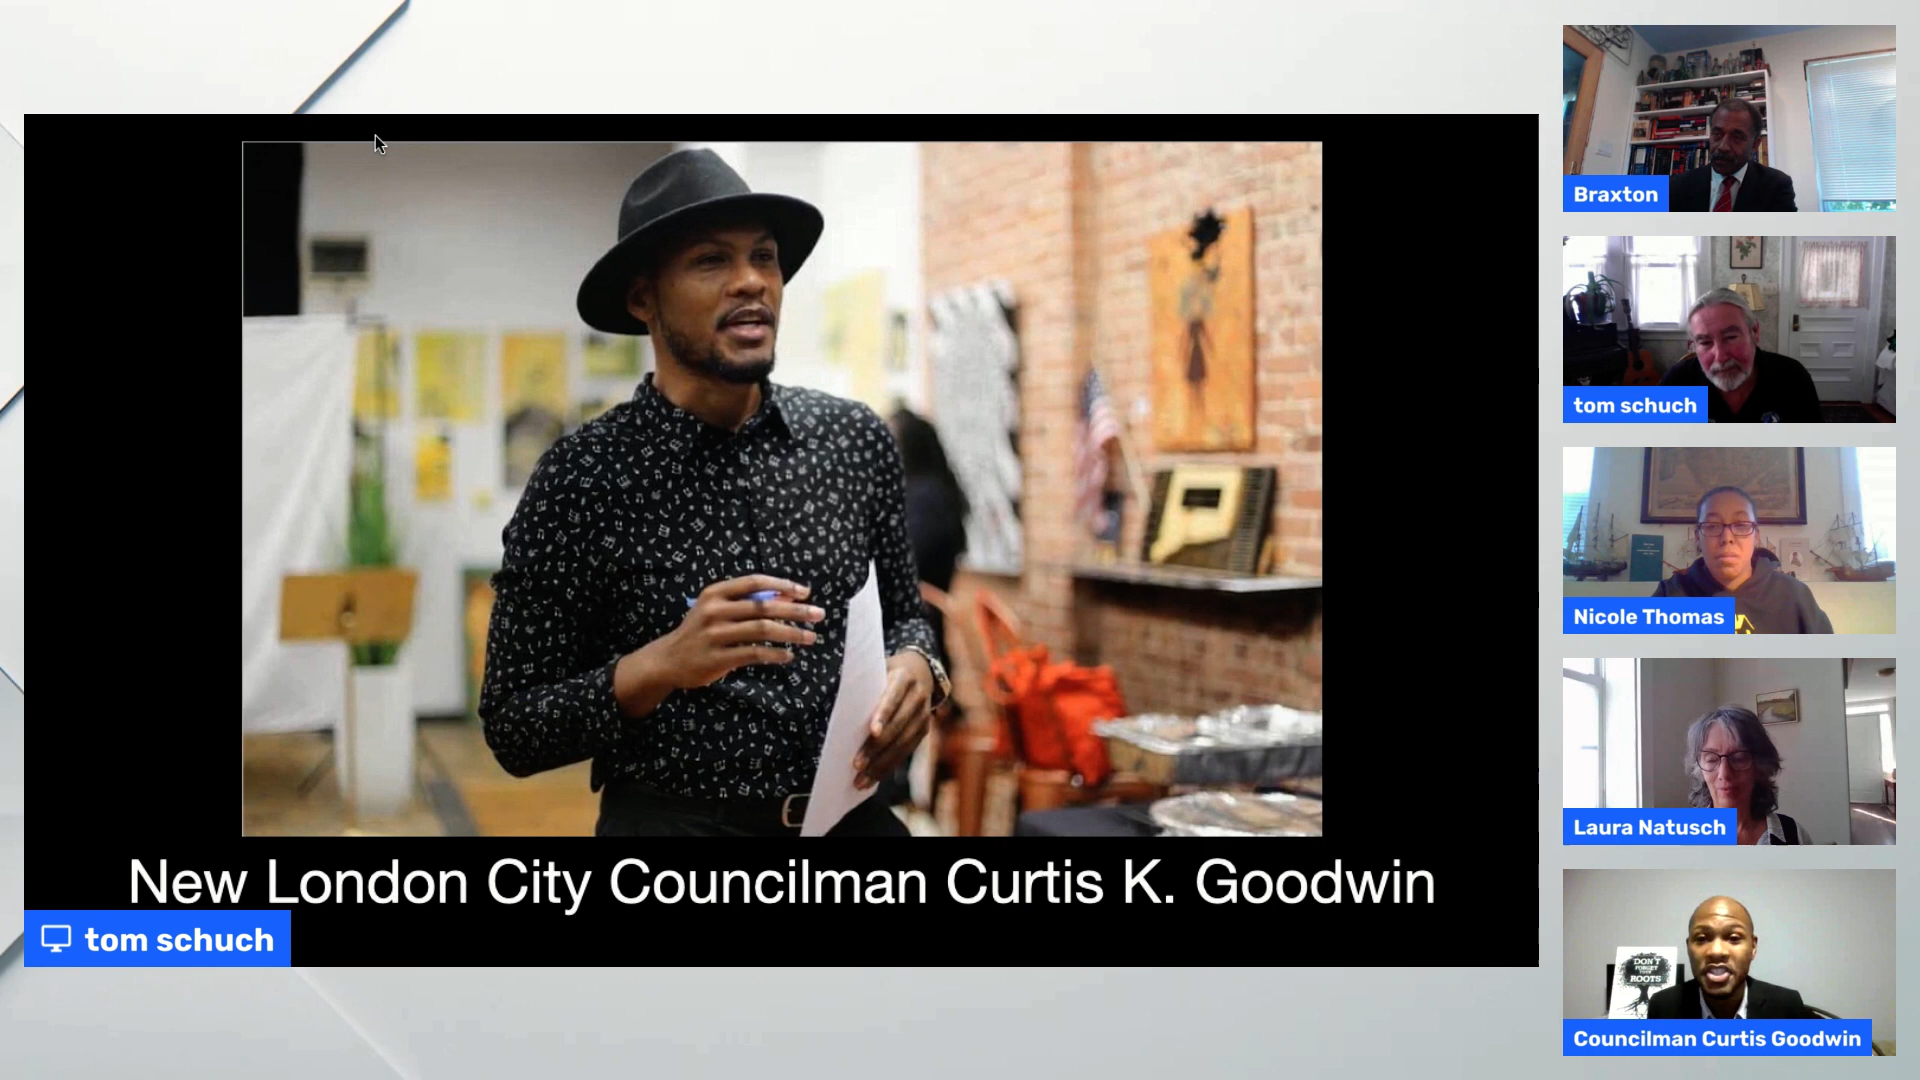 New London City Councilman Curtis K. Goodwin
tom schuch
Braxton
tom schuch
Nicole Thomas
Laura Natusch
DON'T
FORGET
YOUR
ROOTS
Councilman Curtis Goodwin